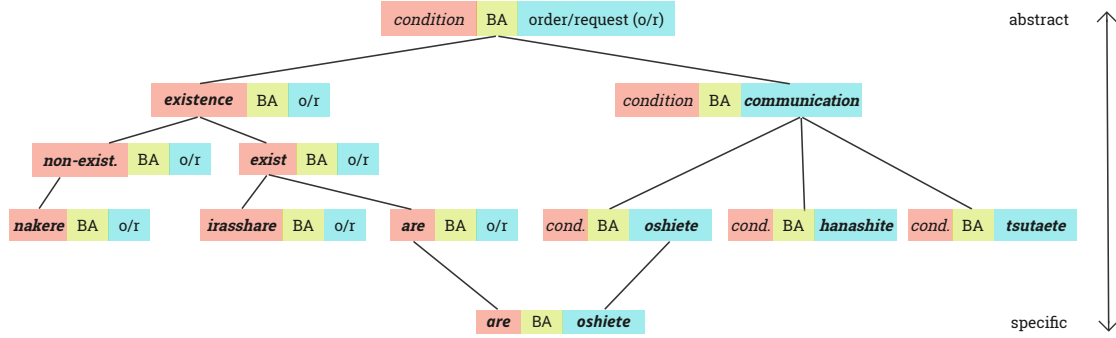 condition BA order/request (o/r) abstract
existence BA o/r condition BA communication
non-exist. BA o/r exist BA o/r
nakere BA o/r irasshare BA o/r are BA o/r cond. BA oshiete cond. BA hanashite cond. BA tsutaete
are BA oshiete specific